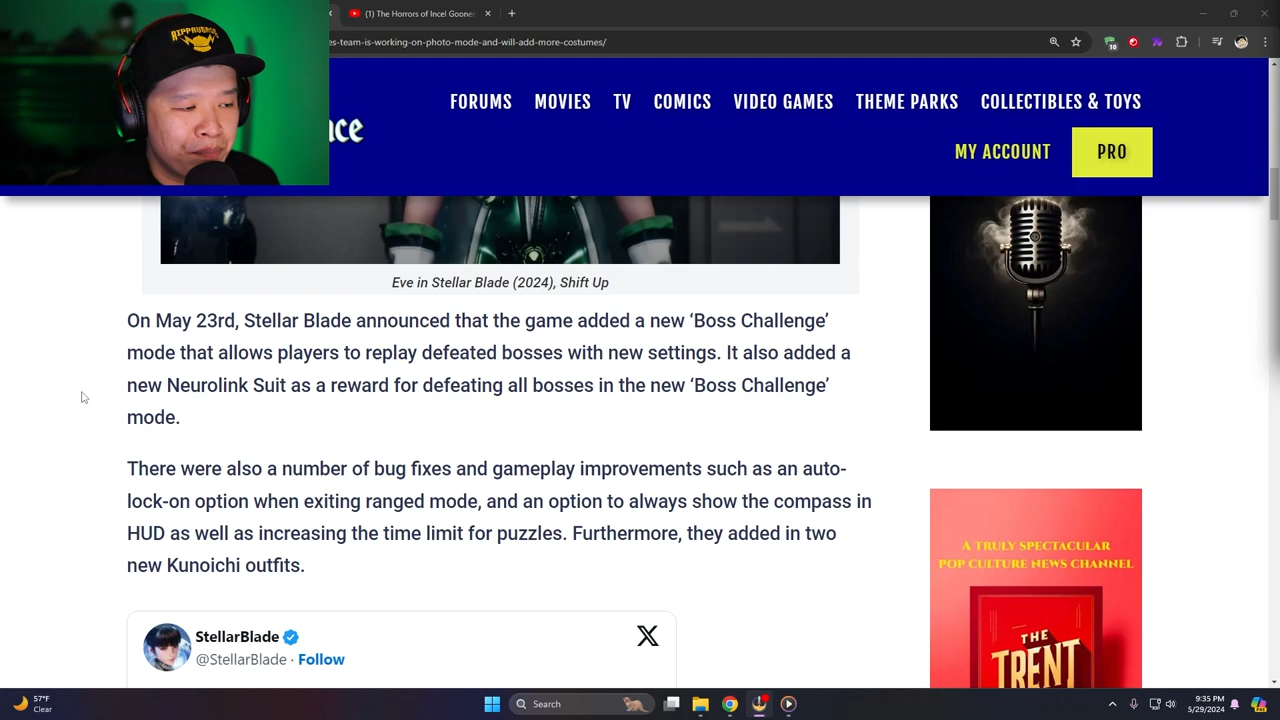 (1) The Horrors of Incel Gooner
es-team-is-working-on-photo-mode-and-will-add-more-costumes/
10
FORUMS MOVIES TV COMICS VIDEO GAMES THEME PARKS COLLECTIBLES & TOYS
MY ACCOUNT PRO
Eve in Stellar Blade (2024), Shift Up
On May 23rd, Stellar Blade announced that the game added a new ‘Boss Challenge’
mode that allows players to replay defeated bosses with new settings. It also added a
new Neurolink Suit as a reward for defeating all bosses in the new ‘Boss Challenge’
mode.
There were also a number of bug fixes and gameplay improvements such as an auto-
lock-on option when exiting ranged mode, and an option to always show the compass in
HUD as well as increasing the time limit for puzzles. Furthermore, they added in two
new Kunoichi outfits.
StellarBlade
@StellarBlade · Follow
A TRULY SPECTACULAR
POP CULTURE NEWS CHANNEL
THE
TRENT
57°F
Clear
Search
9:35 PM
5/29/2024